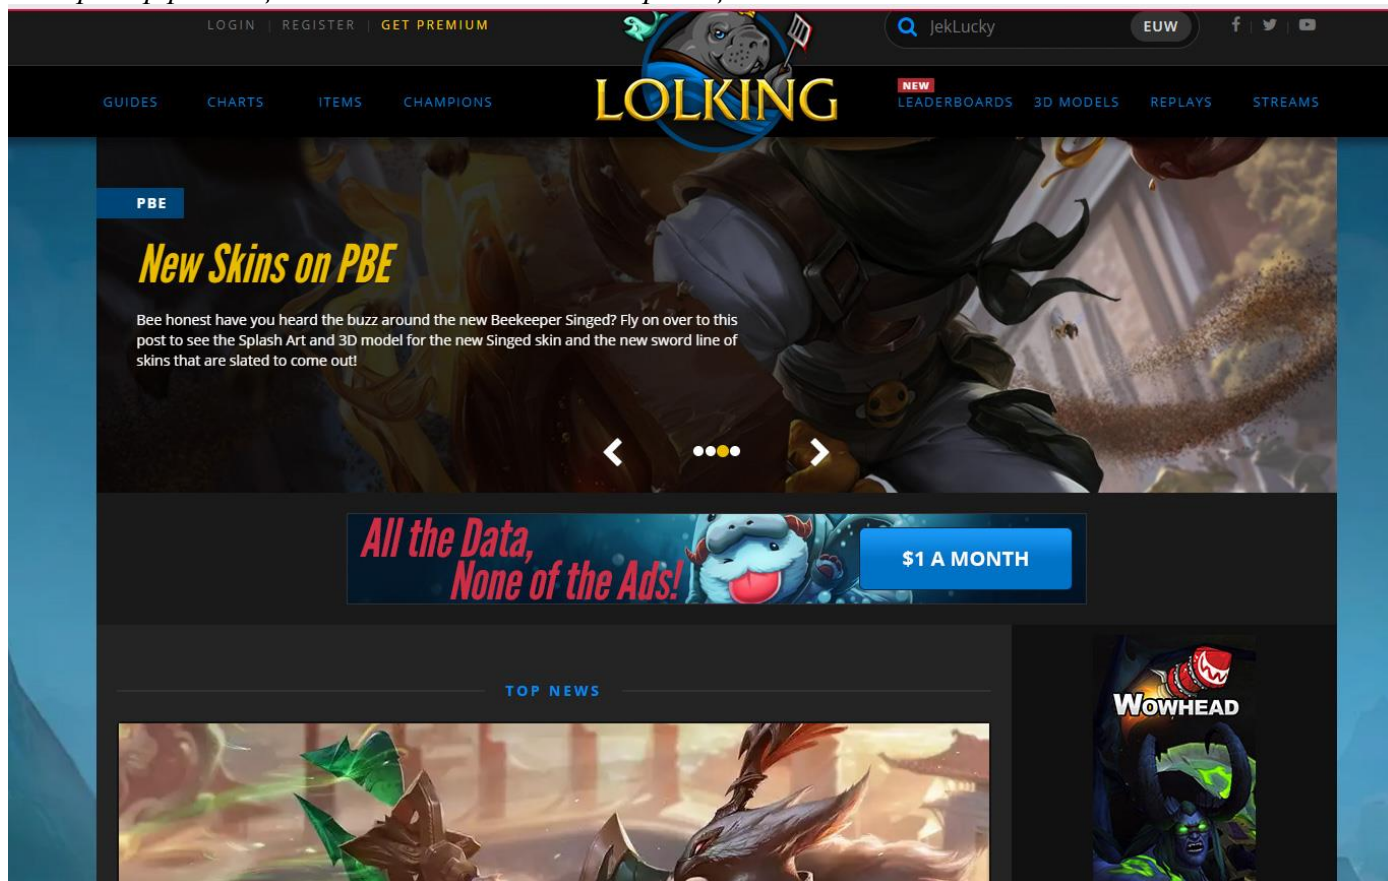 LOGIN | REGISTER | GET PREMIUM
JekLucky
EUW
GUIDES CHARTS ITEMS CHAMPIONS
LOLKING
NEW
LEADERBOARDS 3D MODELS REPLAYS STREAMS
PBE
New Skins on PBE
Bee honest have you heard the buzz around the new Beekeeper Singed? Fly on over to this
post to see the Splash Art and 3D model for the new Singed skin and the new sword line of
skins that are slated to come out!
All the Data,
None of the Ads!
$1 A MONTH
TOP NEWS
WOWHEAD